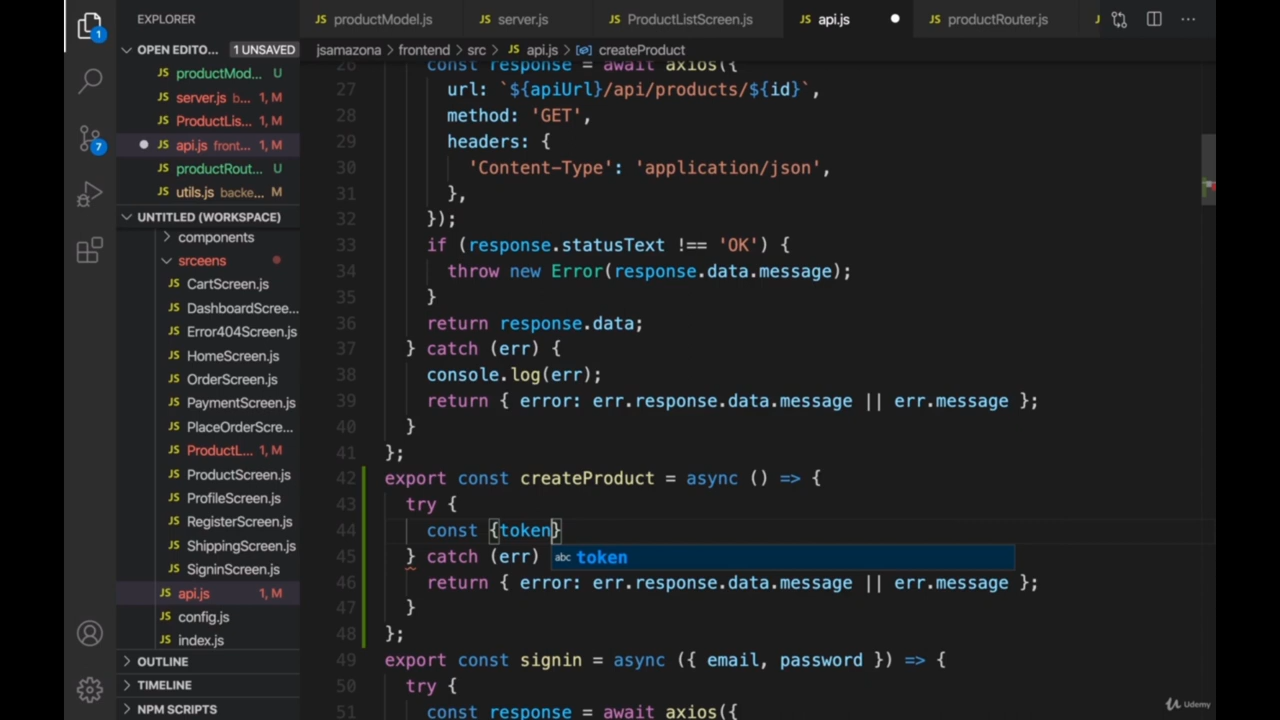 EXPLORER
productModel.js
server.js
ProductListScreen.js
api.js
productRouter.js
OPEN EDITO... 1 UNSAVED
jsamazona > frontend > src > api.js > createProduct
productMod... U
server.js b... 1, M
ProductLis... 1, M
api.js front... 1, M
productRout... U
utils.js backe... M
UNTITLED (WORKSPACE)
components
srceens
CartScreen.js
DashboardScree...
Error404Screen.js
HomeScreen.js
OrderScreen.js
PaymentScreen.js
PlaceOrderScre...
ProductL... 1, M
ProductScreen.js
ProfileScreen.js
RegisterScreen.js
ShippingScreen.js
SigninScreen.js
api.js 1, M
config.js
index.js
OUTLINE
TIMELINE
NPM SCRIPTS
1
7
26 const response = await axios({
27 url: `${apiUrl}/api/products/${id}`,
28 method: 'GET',
29 headers: {
30 'Content-Type': 'application/json',
31 },
32 });
33 if (response.statusText !== 'OK') {
34 throw new Error(response.data.message);
35 }
36 return response.data;
37 } catch (err) {
38 console.log(err);
39 return { error: err.response.data.message || err.message };
40 }
41 };
42 export const createProduct = async () => {
43 try {
44 const {token}
45 } catch (err)
abc token
46 return { error: err.response.data.message || err.message };
47 }
48 };
49 export const signin = async ({ email, password }) => {
50 try {
51 const response = await axios({
Udemy